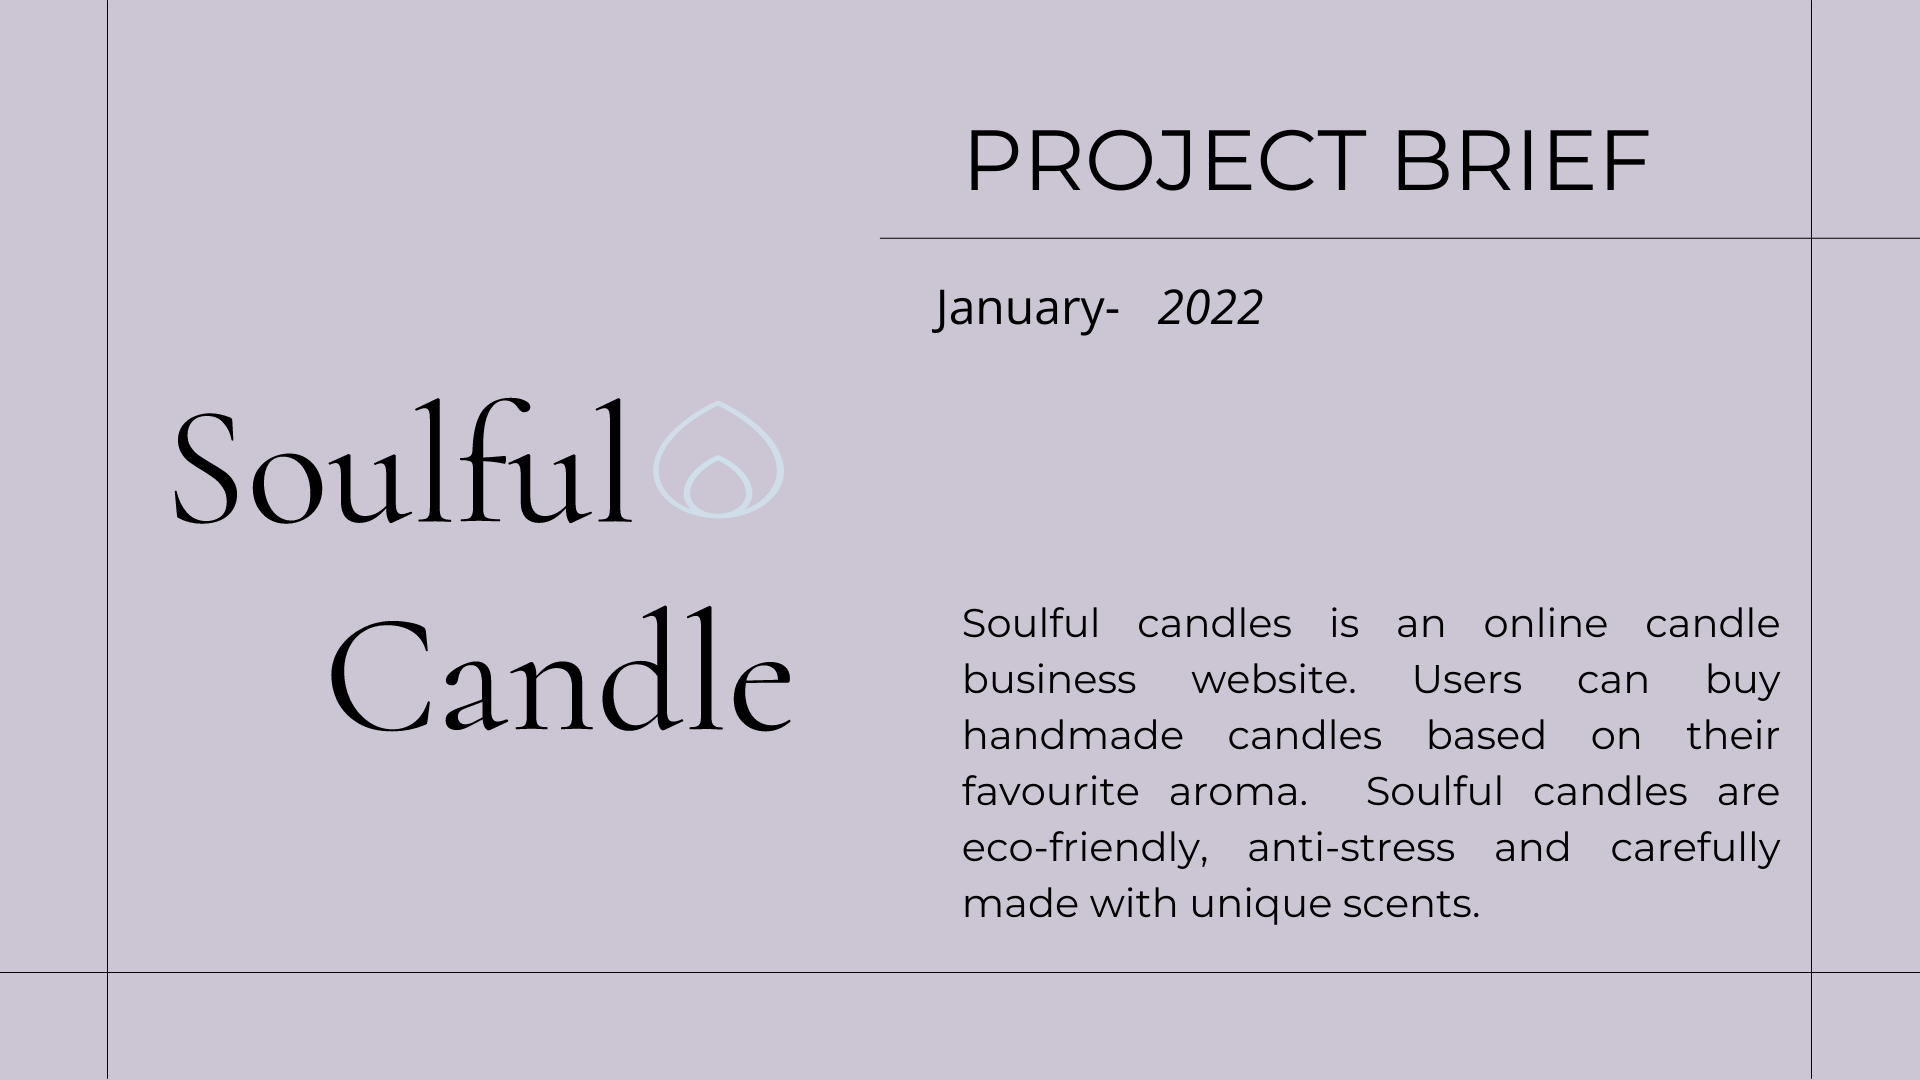 Soulful
Candle
PROJECT BRIEF
January- 2022
Soulful candles is an online candle
business website. Users can buy
handmade candles based on their
favourite aroma. Soulful candles are
eco-friendly, anti-stress and carefully
made with unique scents.